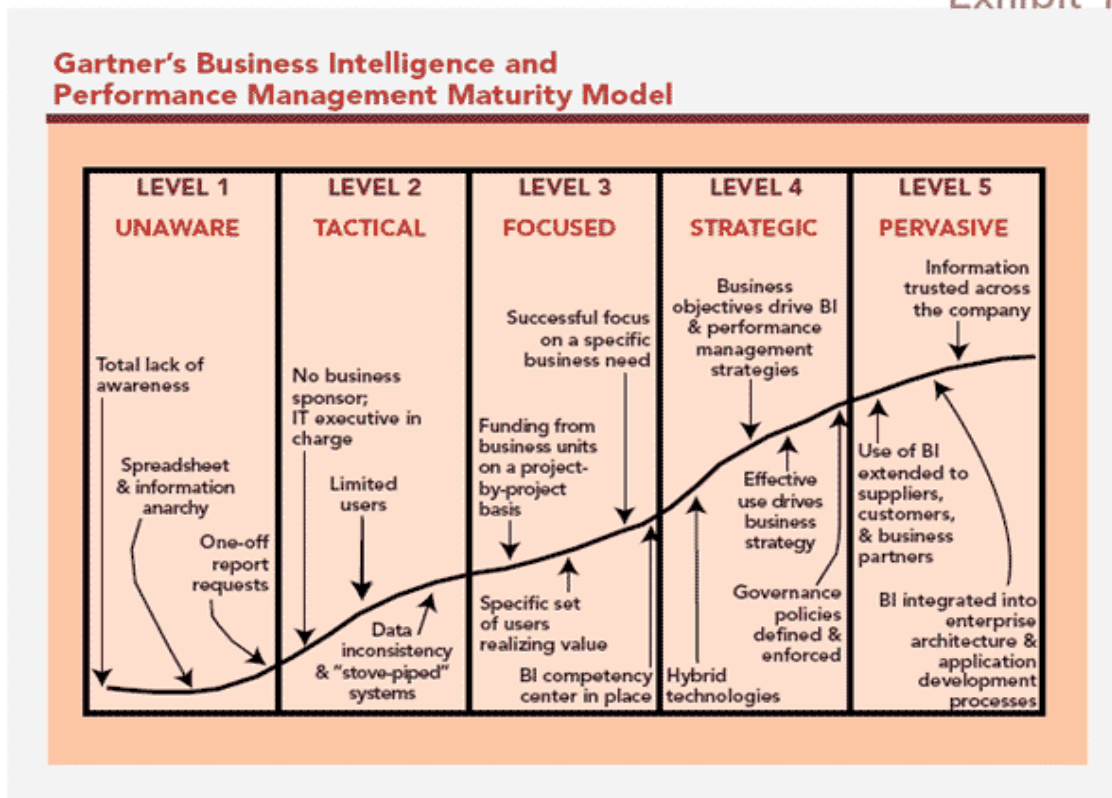 Gartner's Business Intelligence and
Performance Management Maturity Model
LEVEL 1
UNAWARE
Total lack of
awareness
Spreadsheet
& information
anarchy
One-off
report
requests
LEVEL 2
TACTICAL
No business
sponsor;
IT executive in
charge
Limited
users
Data
inconsistency
& "stove-piped"
systems
LEVEL 3
FOCUSED
Successful focus
on a specific
business need
Funding from
business units
on a project-
by-project
basis
Specific set
of users
realizing value
BI competency
center in place
LEVEL 4
STRATEGIC
Business
objectives drive BI
& performance
management
strategies
Effective
use drives
business
strategy
Governance
policies
defined &
enforced
Hybrid
technologies
LEVEL 5
PERVASIVE
Information
trusted across
the company
Use of BI
extended to
suppliers,
customers,
& business
partners
BI integrated into
enterprise
architecture &
application
development
processes